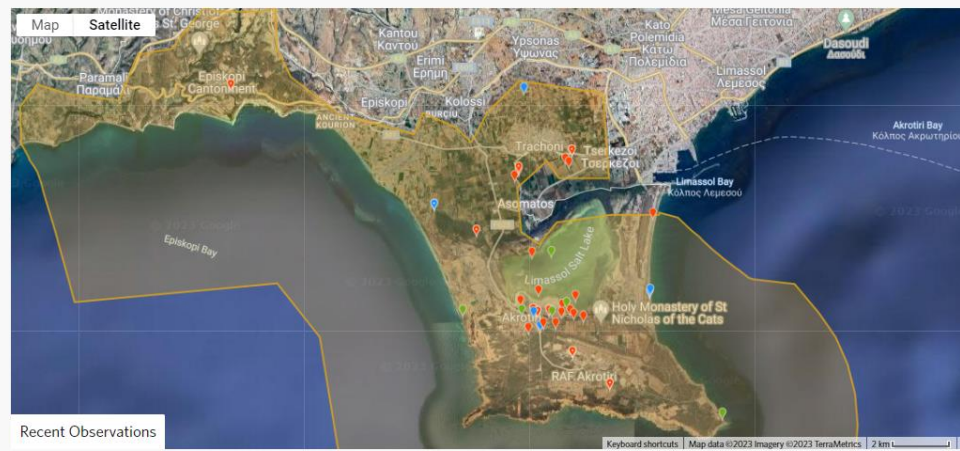 Map
Satellite
Monastery of Christ
s St. George
Paramali
Παραμάλι
Episkopi
Cantonment
Kantou
Καντού
Erimi
Ερήμη
Episkopi
Kolossi
ANCIENT
KOURION
Ypsonas
Ύψωνας
Kato
Polemidia
Κάτω
Πολεμίδια
Mesa Geitonia
Μέσα Γειτονιά
Limassol
Λεμεσός
Dasoudi
Δασούδι
Akrotiri Bay
Κόλπος Ακρωτηρίου
Trachoni
Tserkezoi
Τσερκέζοι
Limassol Bay
Κόλπος Λεμεσού
Asomatos
Episkopi Bay
Limassol Salt Lake
Akrotiri
Holy Monastery of St
Nicholas of the Cats
RAF Akrotiri
Recent Observations
Keyboard shortcuts
Map data ©2023 Imagery ©2023 TerraMetrics
2 km